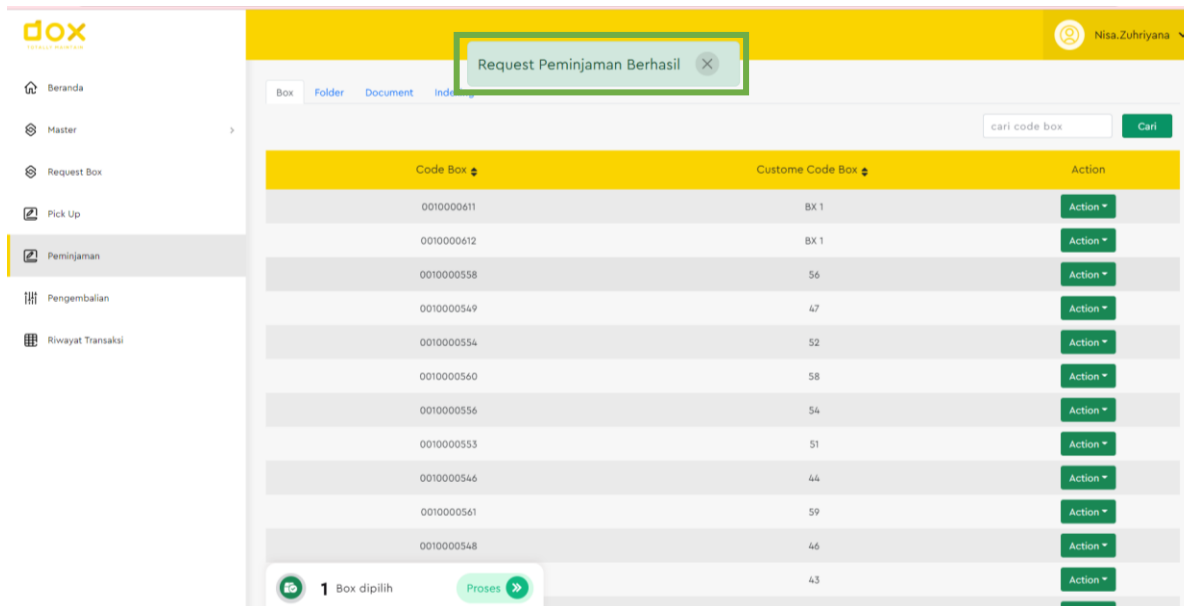 dox
Nisa.Zuhriyana
Request Peminjaman Berhasil
Beranda
Master
Request Box
Pick Up
Peminjaman
Pengembalian
Riwayat Transaksi
Box Folder Document
cari code box Cari
Code Box Custome Code Box Action
0010000611 BX 1 Action
0010000612 BX 1 Action
0010000558 56 Action
0010000549 47 Action
0010000554 52 Action
0010000560 58 Action
0010000556 54 Action
0010000553 51 Action
0010000546 44 Action
0010000561 59 Action
0010000548 46 Action
43 Action
1 Box dipilih Proses